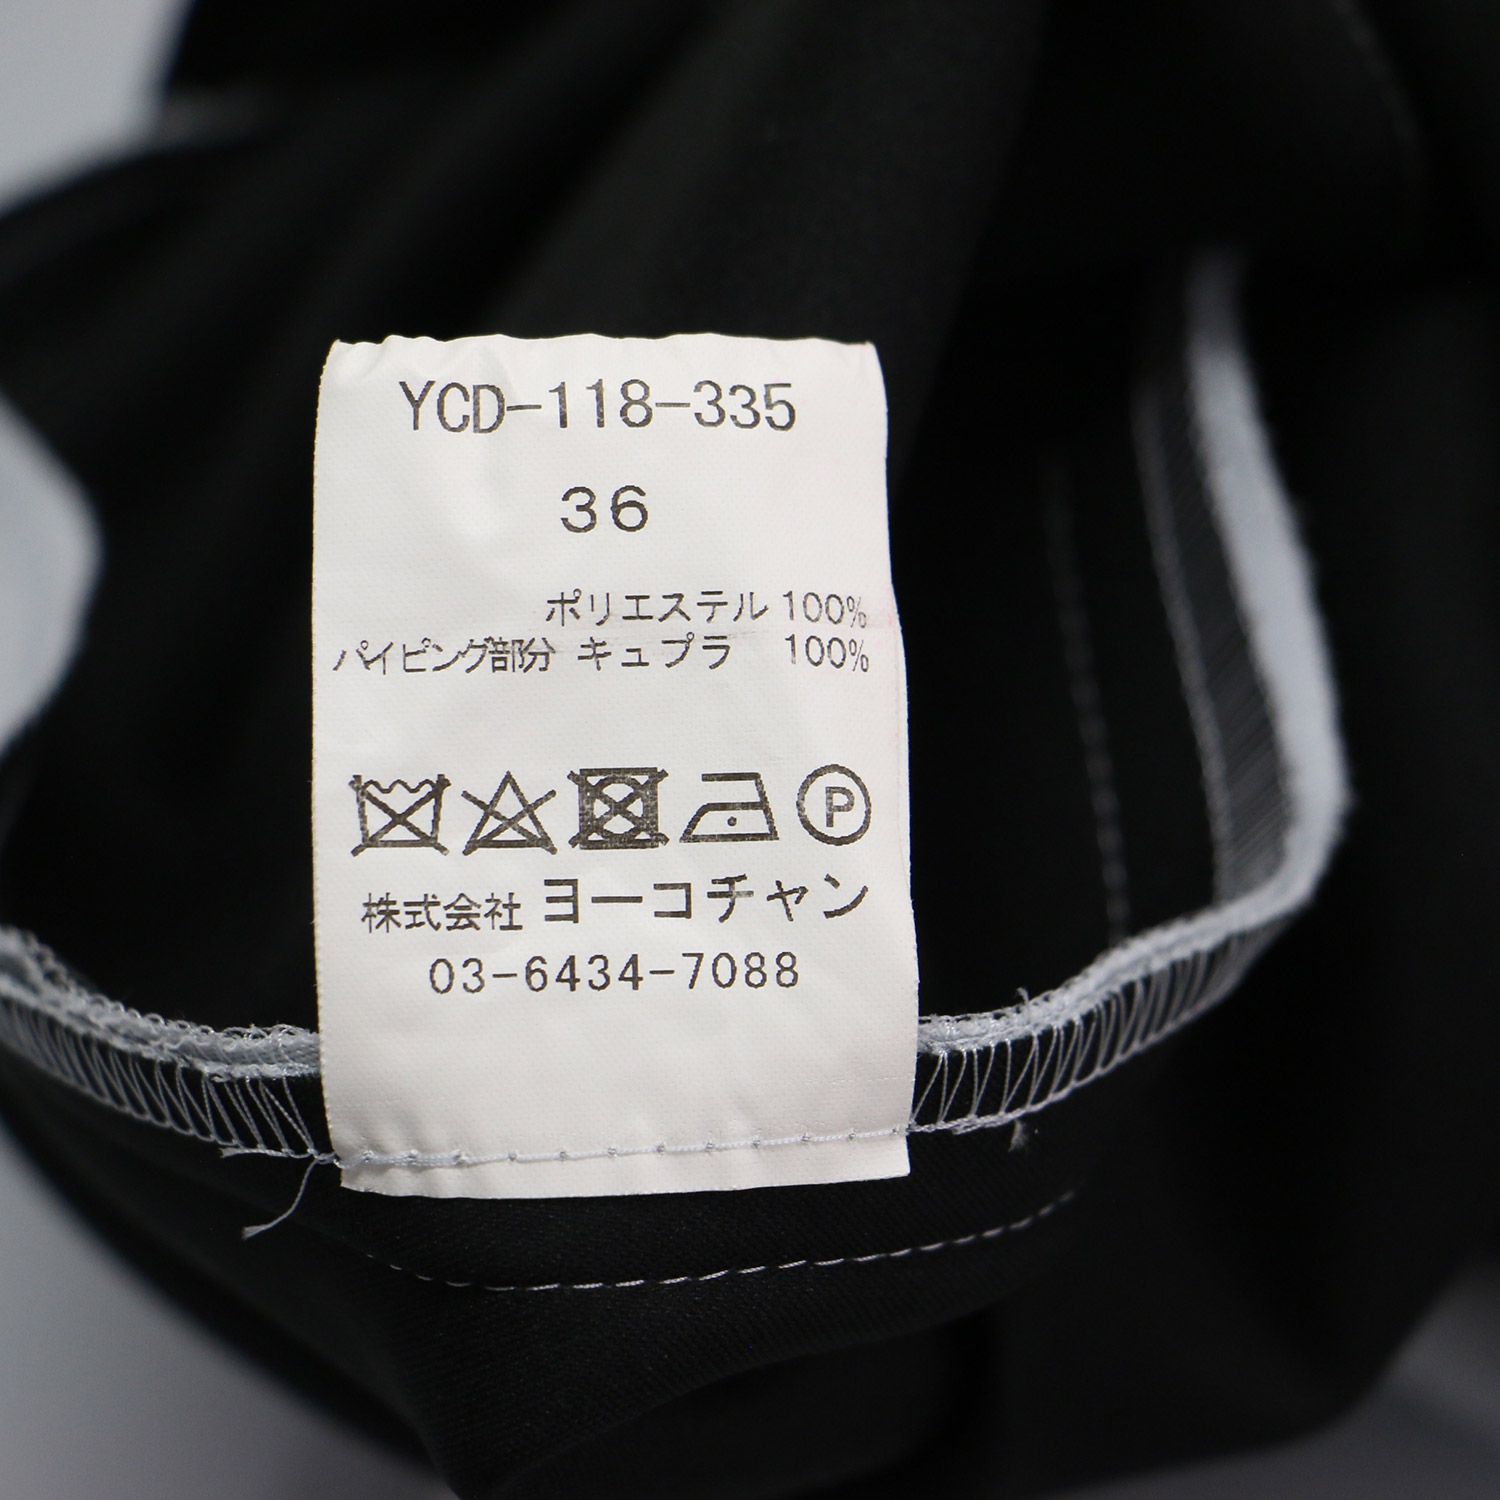 YCD-118-335
36
ポリエステル 100%
パイピング部分 キュプラ 100%
P
株式会社 ヨーコチャン
03-6434-7088